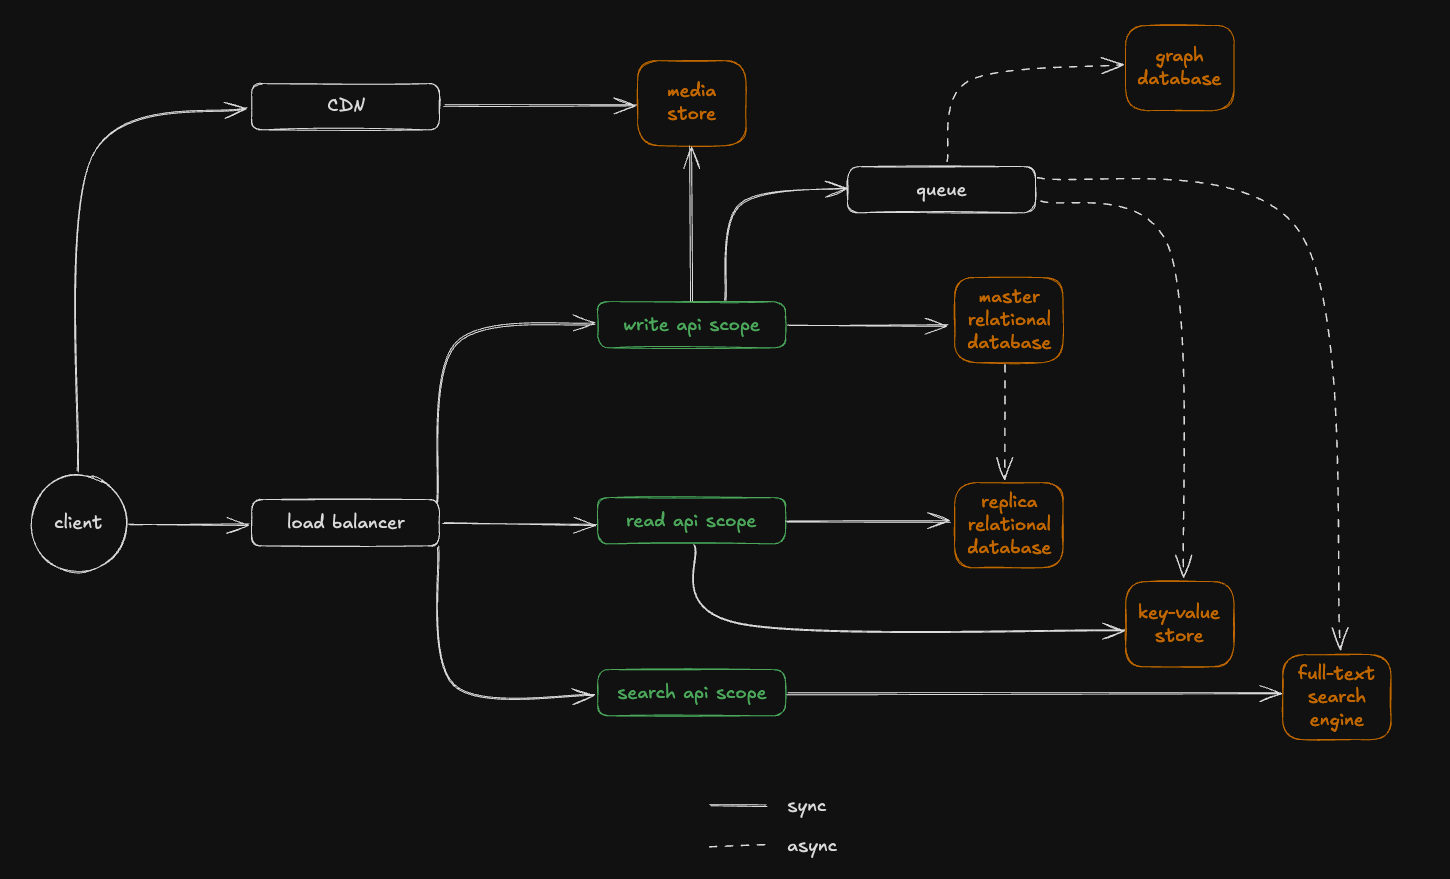 graph
database
CDN
media
store
queue
master
relational
database
write api scope
client
load balancer
read api scope
replica
relational
database
key-value
store
search api scope
full-text
search
engine
sync
async